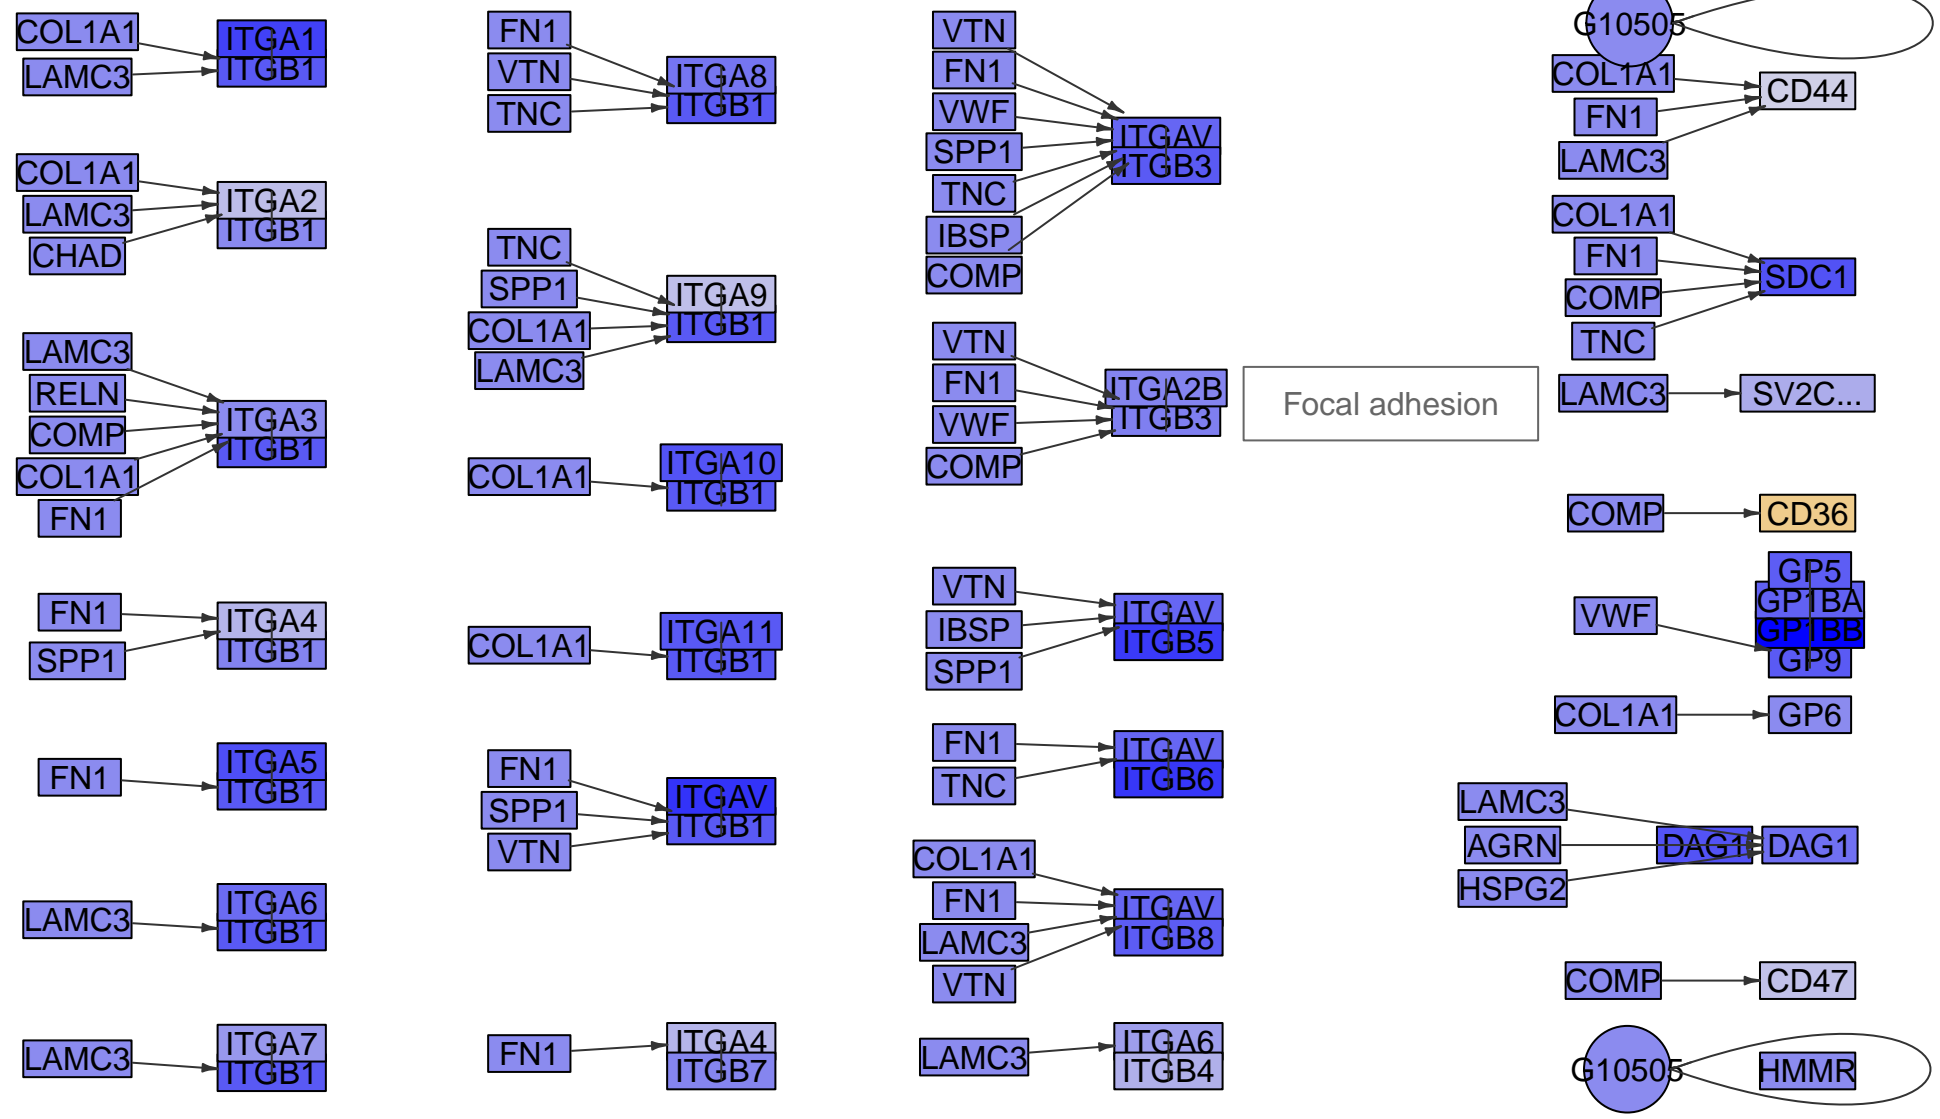 COL1A1
LAMC3
ITGA1
ITGB1
COL1A1
LAMC3
CHAD
ITGA2
ITGB1
LAMC3
RELN
COMP
COL1A1
FN1
ITGA3
ITGB1
FN1
SPP1
ITGA4
ITGB1
FN1
ITGA5
ITGB1
LAMC3
ITGA6
ITGB1
LAMC3
ITGA7
ITGB1
FN1
VTN
TNC
ITGA8
ITGB1
TNC
SPP1
COL1A1
LAMC3
ITGA9
ITGB1
COL1A1
ITGA10
ITGB1
COL1A1
ITGA11
ITGB1
FN1
SPP1
VTN
ITGAV
ITGB1
FN1
ITGA4
ITGB7
VTN
FN1
VWF
SPP1
TNC
IBSP
COMP
ITGAV
ITGB3
VTN
FN1
VWF
COMP
ITGA2B
ITGB3
Focal adhesion
VTN
IBSP
SPP1
ITGAV
ITGB5
FN1
TNC
ITGAV
ITGB6
COL1A1
FN1
LAMC3
VTN
ITGAV
ITGB8
LAMC3
ITGA6
ITGB4
G10505
COL1A1
FN1
LAMC3
CD44
COL1A1
FN1
COMP
TNC
SDC1
LAMC3
SV2C...
COMP
CD36
VWF
GP5
GP1BA
GP1BB
GP9
COL1A1
GP6
LAMC3
AGRN
HSPG2
DAG1
DAG1
COMP
CD47
G10505
HMMR